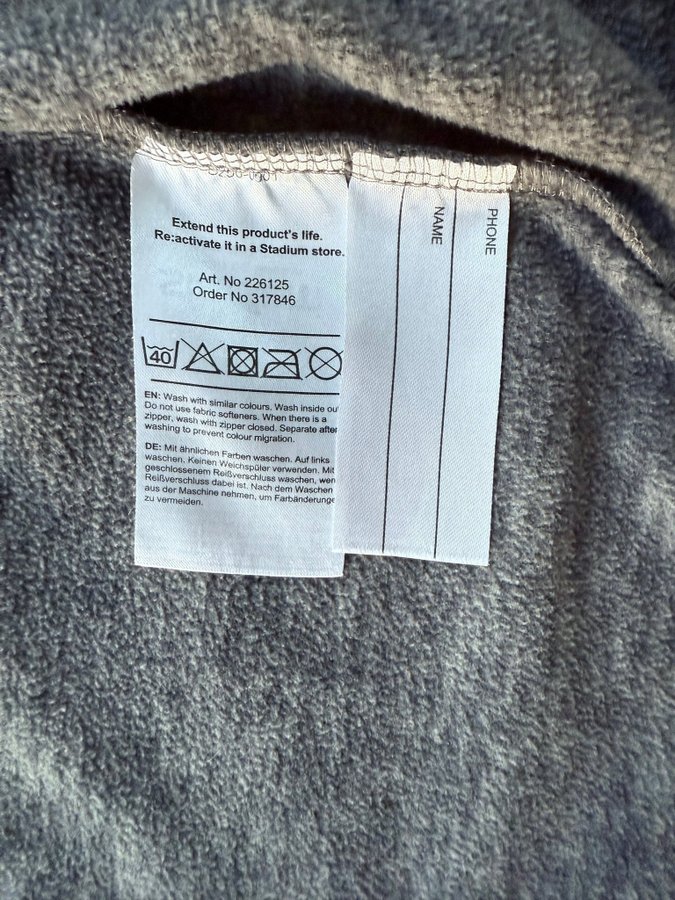 Extend this product's life.
Re:activate it in a Stadium store.
Art. No 226125
Order No 317846
40
EN: Wash with similar colours. Wash inside
Do not use fabric softeners. When there is a
zipper, wash with zipper closed. Separate after
washing to prevent colour migration.
DE: Mit ähnlichen Farben waschen. Auf links
waschen. Keinen Weichspüler verwenden. Mit
geschlossenem Reißverschluss waschen,
Reißverschluss dabei ist. Nach dem Waschen
aus der Maschine nehmen, um Farbänderunge
zu vermeiden.
NAME
PHONE